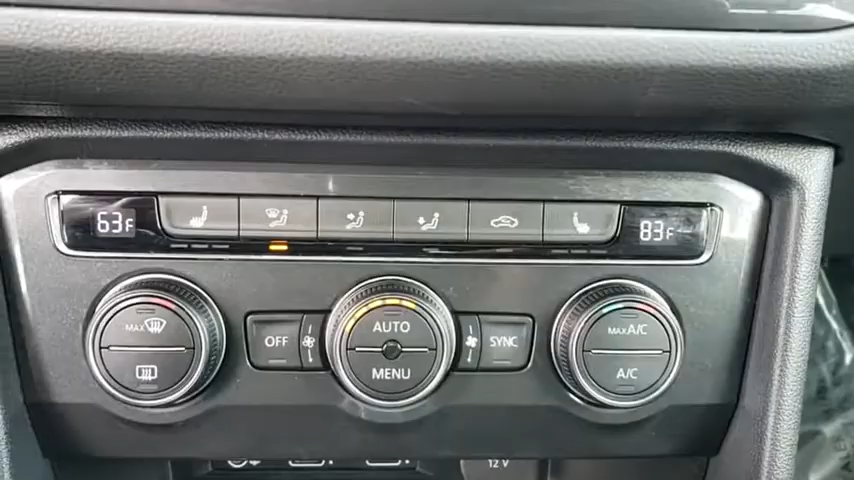 63F
83F
MAX
OFF
AUTO
MENU
SYNC
MAX A/C
A/C
12 V